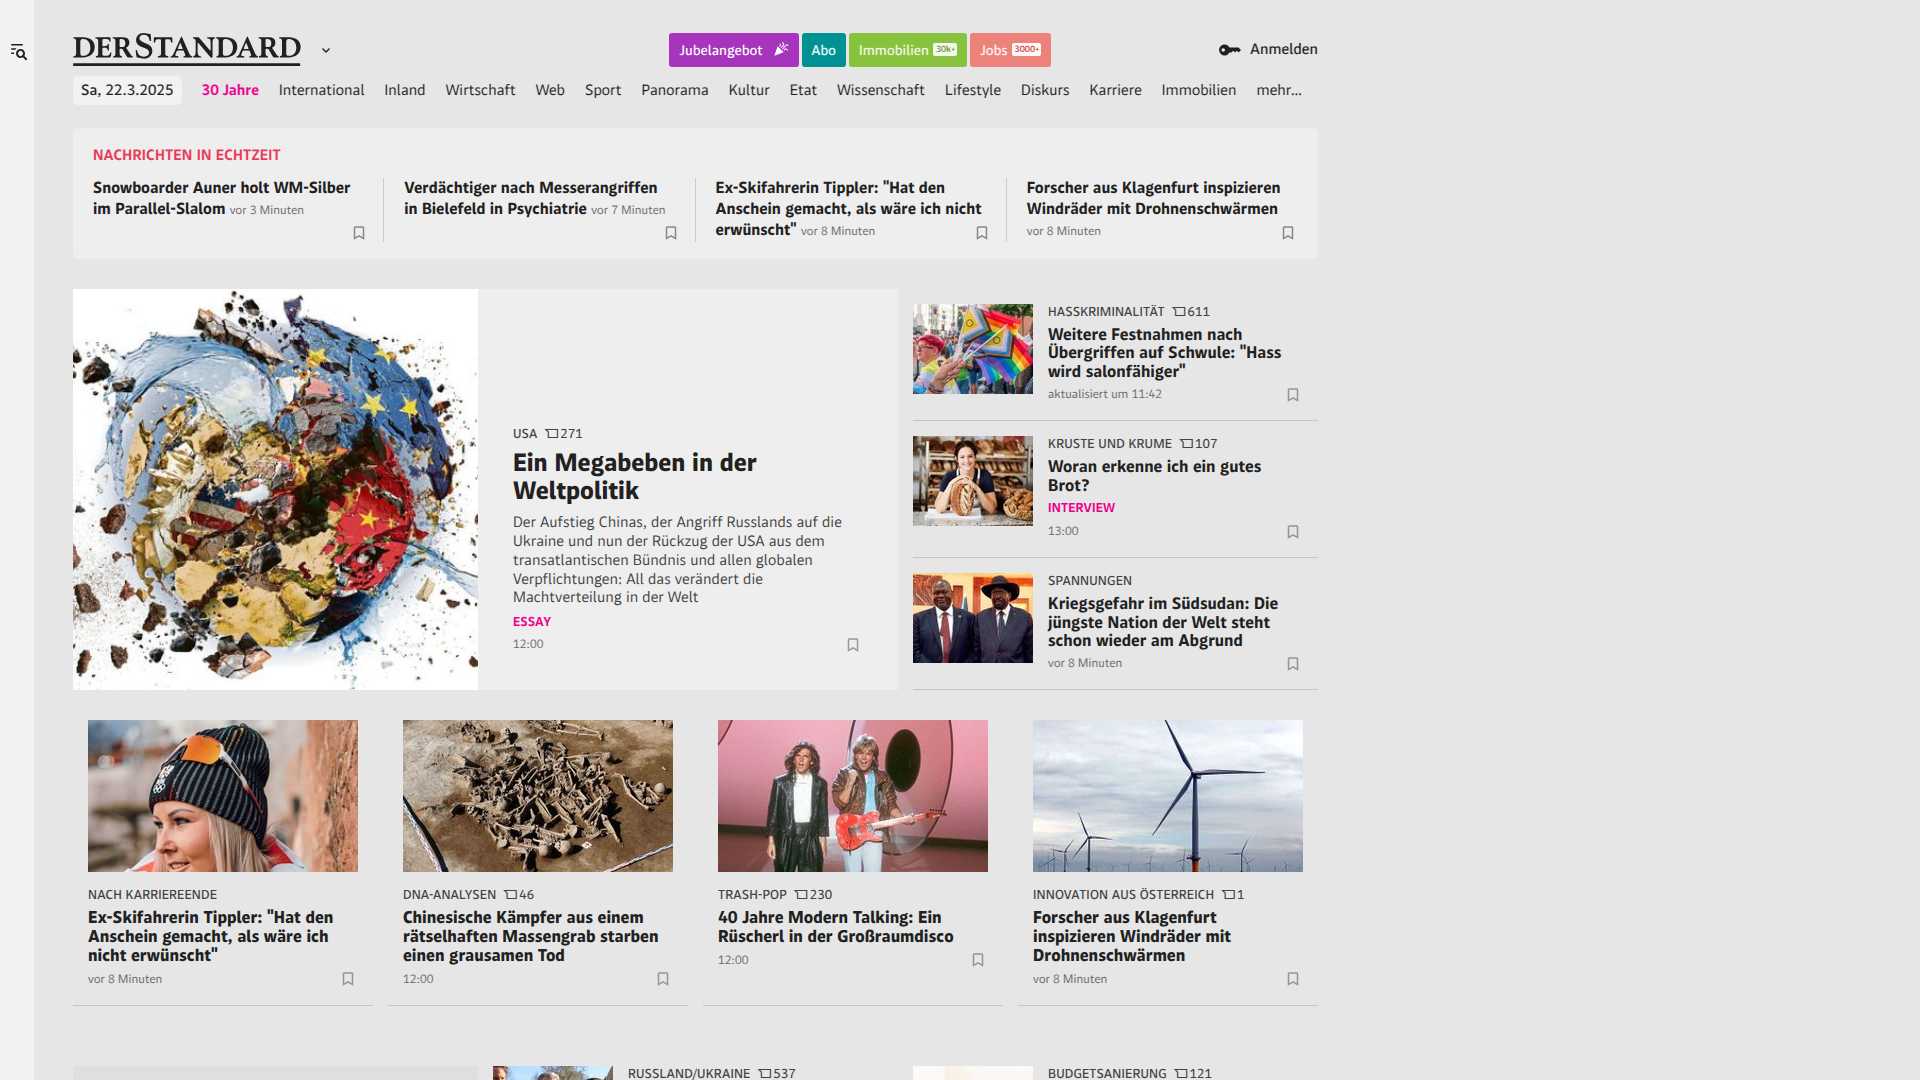 DERSTANDARD
Jubelangebot
Abo
Immobilien 30k+
Jobs 3000+
Anmelden
Sa, 22.3.2025
30 Jahre
International
Inland
Wirtschaft
Web
Sport
Panorama
Kultur
Etat
Wissenschaft
Lifestyle
Diskurs
Karriere
Immobilien
mehr...
NACHRICHTEN IN ECHTZEIT
Snowboarder Auner holt WM-Silber
im Parallel-Slalom vor 3 Minuten
Verdächtiger nach Messerangriffen
in Bielefeld in Psychiatrie vor 7 Minuten
Ex-Skifahrerin Tippler: "Hat den
Anschein gemacht, als wäre ich nicht
erwünscht" vor 8 Minuten
Forscher aus Klagenfurt inspizieren
Windräder mit Drohnenschwärmen
vor 8 Minuten
USA 271
Ein Megabeben in der
Weltpolitik
Der Aufstieg Chinas, der Angriff Russlands auf die
Ukraine und nun der Rückzug der USA aus dem
transatlantischen Bündnis und allen globalen
Verpflichtungen: All das verändert die
Machtverteilung in der Welt
ESSAY
12:00
HASSKRIMINALITÄT 611
Weitere Festnahmen nach
Übergriffen auf Schwule: "Hass
wird salonfähiger"
aktualisiert um 11:42
KRUSTE UND KRUME 107
Woran erkenne ich ein gutes
Brot?
INTERVIEW
13:00
SPANNUNGEN
Kriegsgefahr im Südsudan: Die
jüngste Nation der Welt steht
schon wieder am Abgrund
vor 8 Minuten
NACH KARRIEREENDE
Ex-Skifahrerin Tippler: "Hat den
Anschein gemacht, als wäre ich
nicht erwünscht"
vor 8 Minuten
DNA-ANALYSEN 46
Chinesische Kämpfer aus einem
rätselhaften Massengrab starben
einen grausamen Tod
12:00
TRASH-POP 230
40 Jahre Modern Talking: Ein
Rüscherl in der Großraumdisco
12:00
INNOVATION AUS ÖSTERREICH 1
Forscher aus Klagenfurt
inspizieren Windräder mit
Drohnenschwärmen
vor 8 Minuten
RUSSLAND/UKRAINE 537
BUDGETSANIERUNG 121